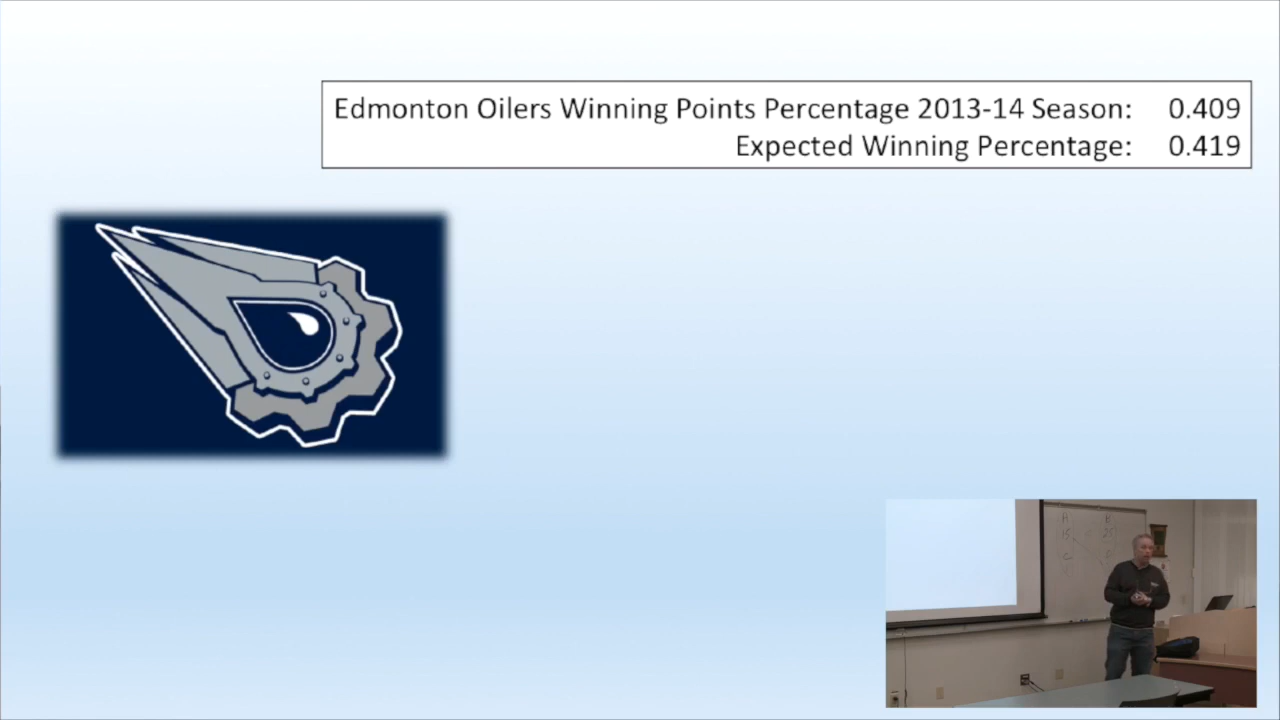 Edmonton Oilers Winning Points Percentage 2013-14 Season: 0.409
Expected Winning Percentage: 0.419